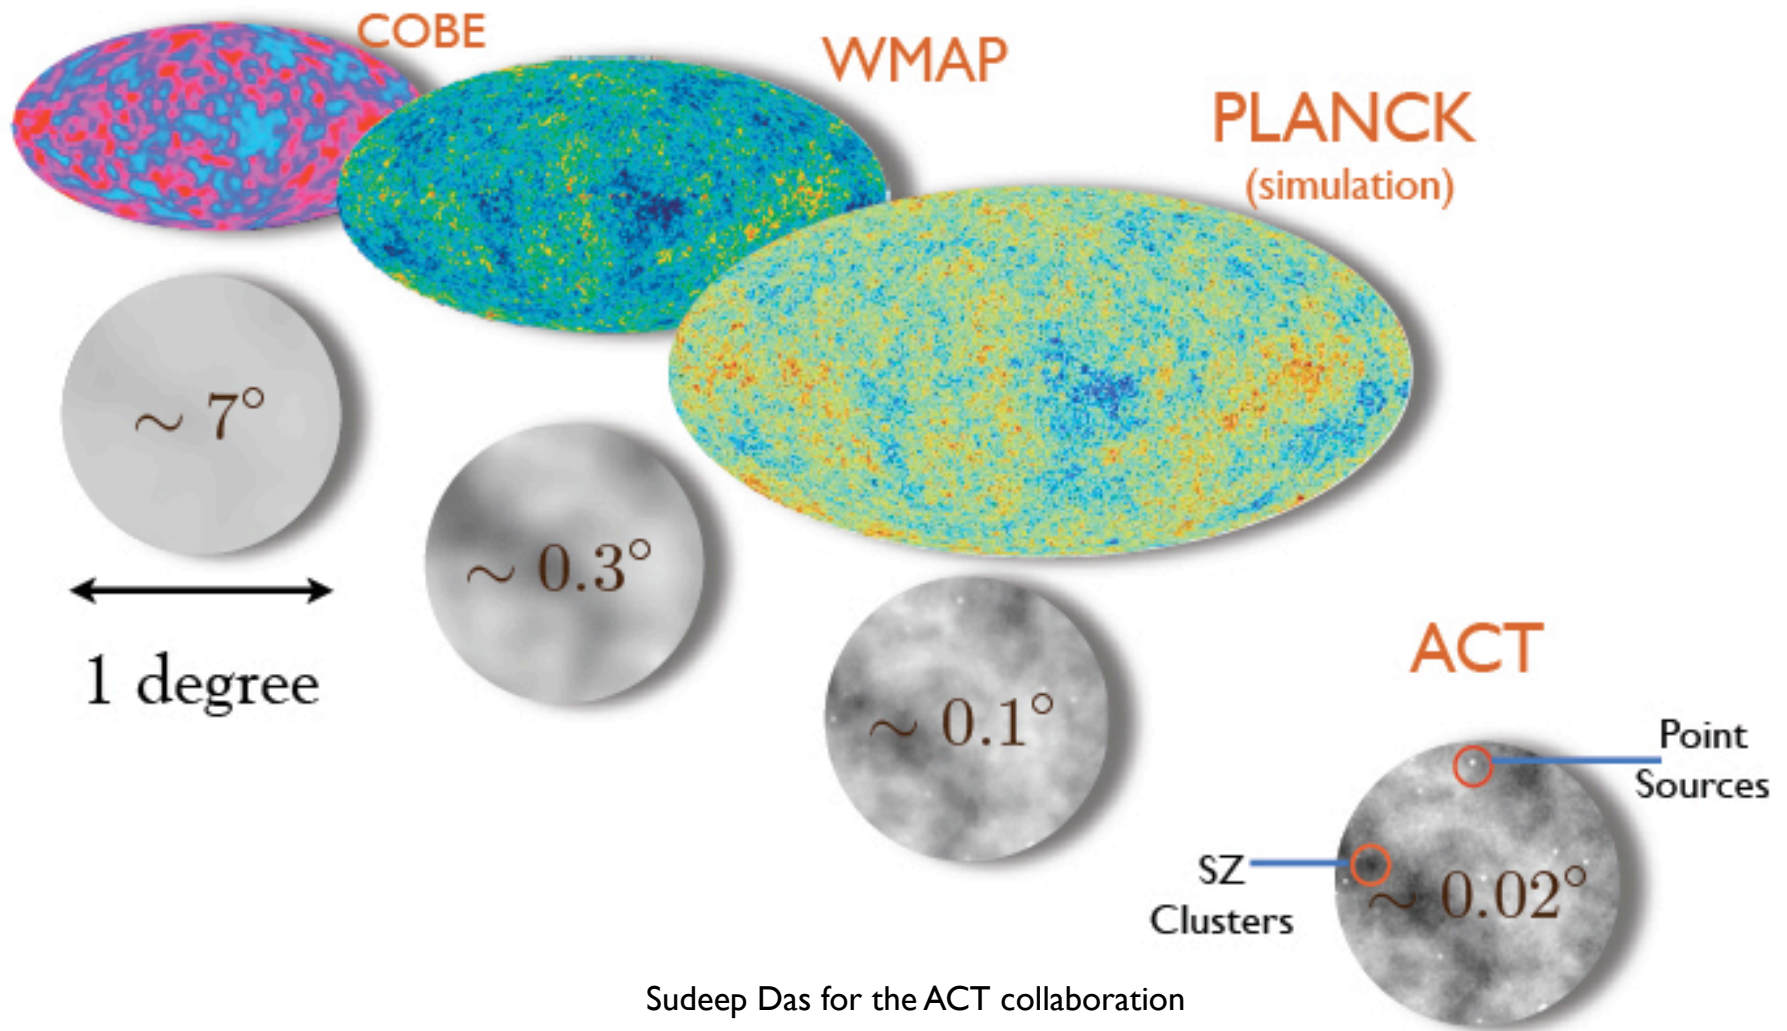 COBE
WMAP
PLANCK
(simulation)
∼ 7°
∼ 0.3°
1 degree
∼ 0.1°
ACT
Point
Sources
SZ
Clusters
∼ 0.02°
Sudeep Das for the ACT collaboration